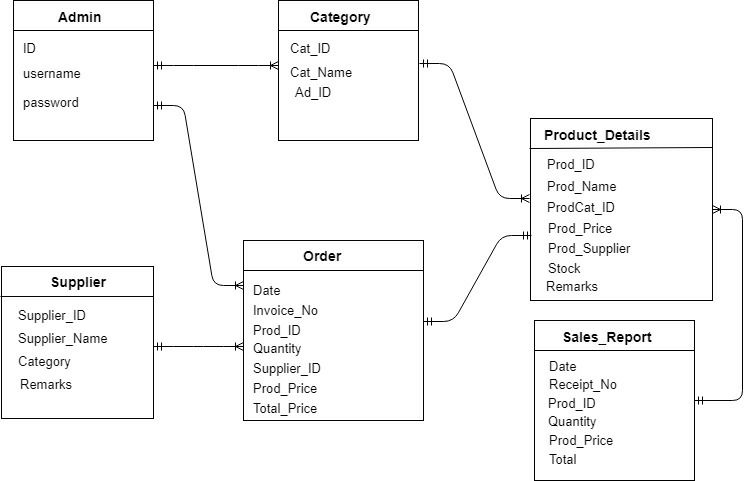 Admin
ID
username
password
Category
Cat_ID
Cat_Name
Ad_ID
Product_Details
Prod_ID
Prod_Name
ProdCat_ID
Prod_Price
Prod_Supplier
Stock
Remarks
Supplier
Supplier_ID
Supplier_Name
Category
Remarks
Order
Date
Invoice_No
Prod_ID
Quantity
Supplier_ID
Prod_Price
Total_Price
Sales_Report
Date
Receipt_No
Prod_ID
Quantity
Prod_Price
Total